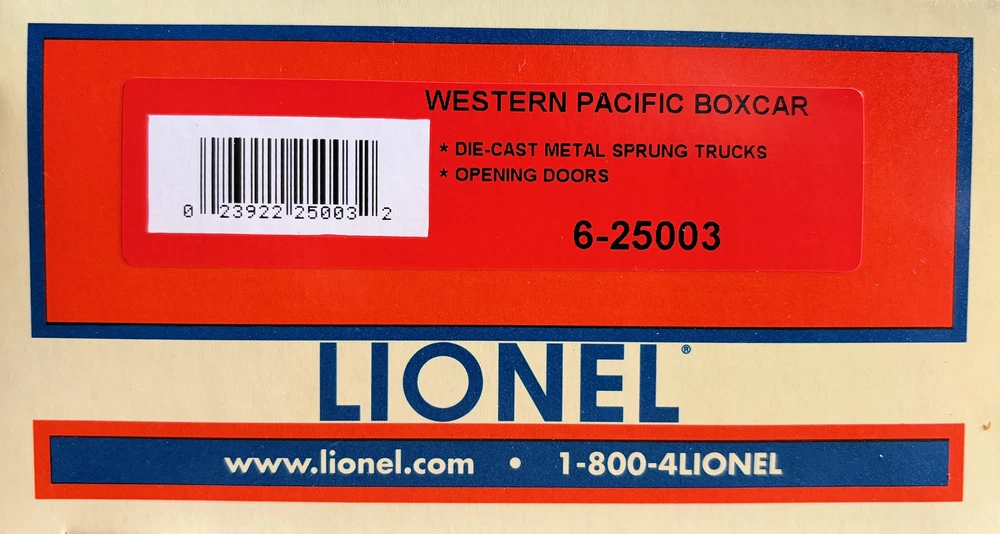 WESTERN PACIFIC BOXCAR
* DIE-CAST METAL SPRUNG TRUCKS
* OPENING DOORS
0 23922 25003 2
6-25003
LIONEL®
www.lionel.com • 1-800-4LIONEL